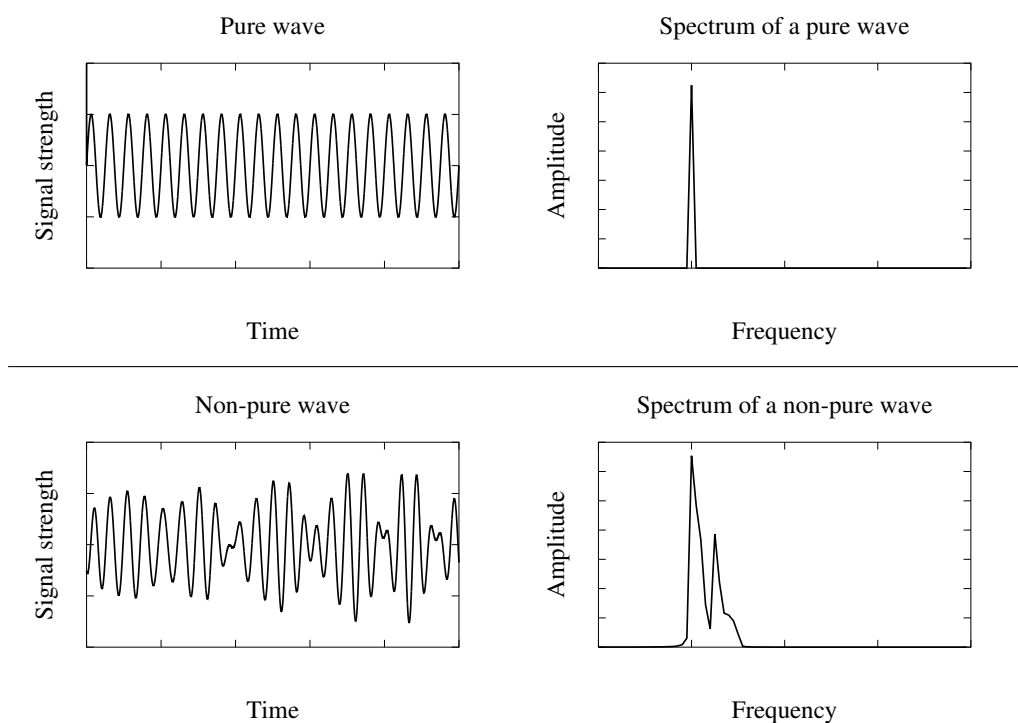 Pure wave
Spectrum of a pure wave
Signal strength
Amplitude
Time
Frequency
Non-pure wave
Spectrum of a non-pure wave
Signal strength
Amplitude
Time
Frequency